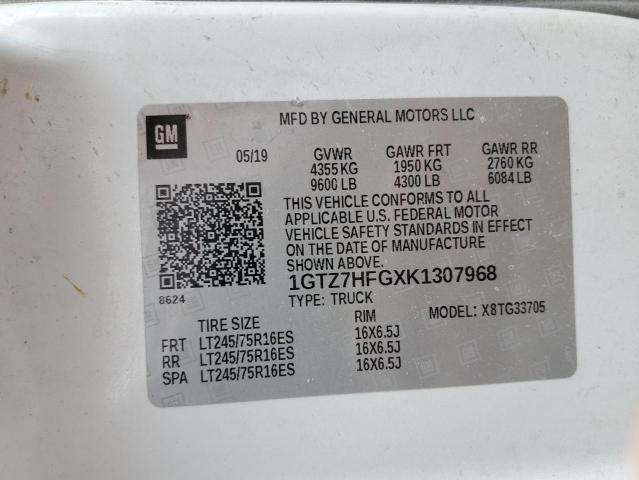 GM
MFD BY GENERAL MOTORS LLC
05/19 GVWR GAWR FRT GAWR RR
4355 KG 1950 KG 2760 KG
9600 LB 4300 LB 6084 LB
THIS VEHICLE CONFORMS TO ALL
APPLICABLE U.S. FEDERAL MOTOR
VEHICLE SAFETY STANDARDS IN EFFECT
ON THE DATE OF MANUFACTURE
SHOWN ABOVE.
8624 1GTZ7HFGXK1307968
TYPE: TRUCK MODEL: X8TG33705
TIRE SIZE RIM
FRT LT245/75R16ES 16X6.5J
RR LT245/75R16ES 16X6.5J
SPA LT245/75R16ES 16X6.5J